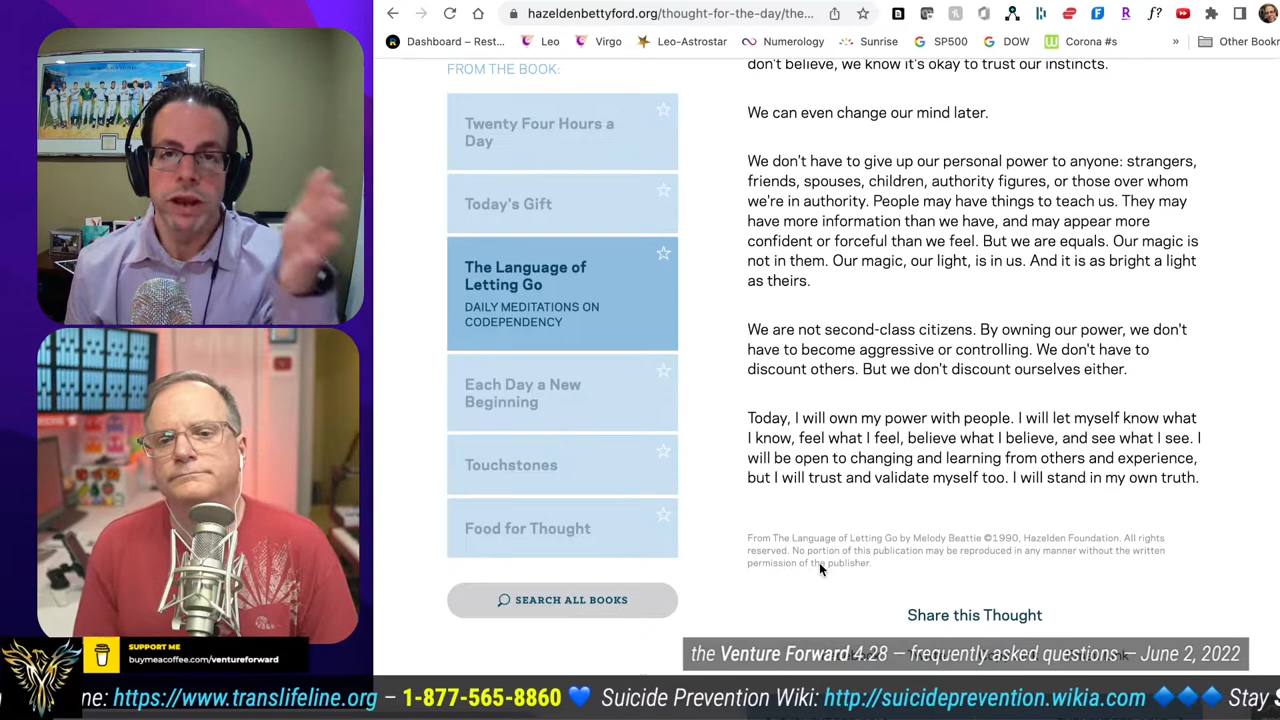 hazeldenbettyford.org/thought-for-the-day/the...
Dashboard – Rest...
Leo
Virgo
Leo-Astrostar
Numerology
Sunrise
SP500
DOW
Corona #s
»
Other Bookr
FROM THE BOOK:
Twenty Four Hours a
Day
Today's Gift
The Language of
Letting Go
DAILY MEDITATIONS ON
CODEPENDENCY
Each Day a New
Beginning
Touchstones
Food for Thought
SEARCH ALL BOOKS
don't believe, we know it's okay to trust our instincts.
We can even change our mind later.
We don't have to give up our personal power to anyone: strangers,
friends, spouses, children, authority figures, or those over whom
we're in authority. People may have things to teach us. They may
have more information than we have, and may appear more
confident or forceful than we feel. But we are equals. Our magic is
not in them. Our magic, our light, is in us. And it is as bright a light
as theirs.
We are not second-class citizens. By owning our power, we don't
have to become aggressive or controlling. We don't have to
discount others. But we don't discount ourselves either.
Today, I will own my power with people. I will let myself know what
I know, feel what I feel, believe what I believe, and see what I see. I
will be open to changing and learning from others and experience,
but I will trust and validate myself too. I will stand in my own truth.
From The Language of Letting Go by Melody Beattie ©1990, Hazelden Foundation. All rights
reserved. No portion of this publication may be reproduced in any manner without the written
permission of the publisher.
Share this Thought
SUPPORT ME
buymeacoffee.com/ventureforward
the Venture Forward 4.28 — frequently asked questions — June 2, 2022
ne: https://www.translifeline.org – 1-877-565-8860 💙 Suicide Prevention Wiki: http://suicideprevention.wikia.com 🔷🔷🔷 Stay S